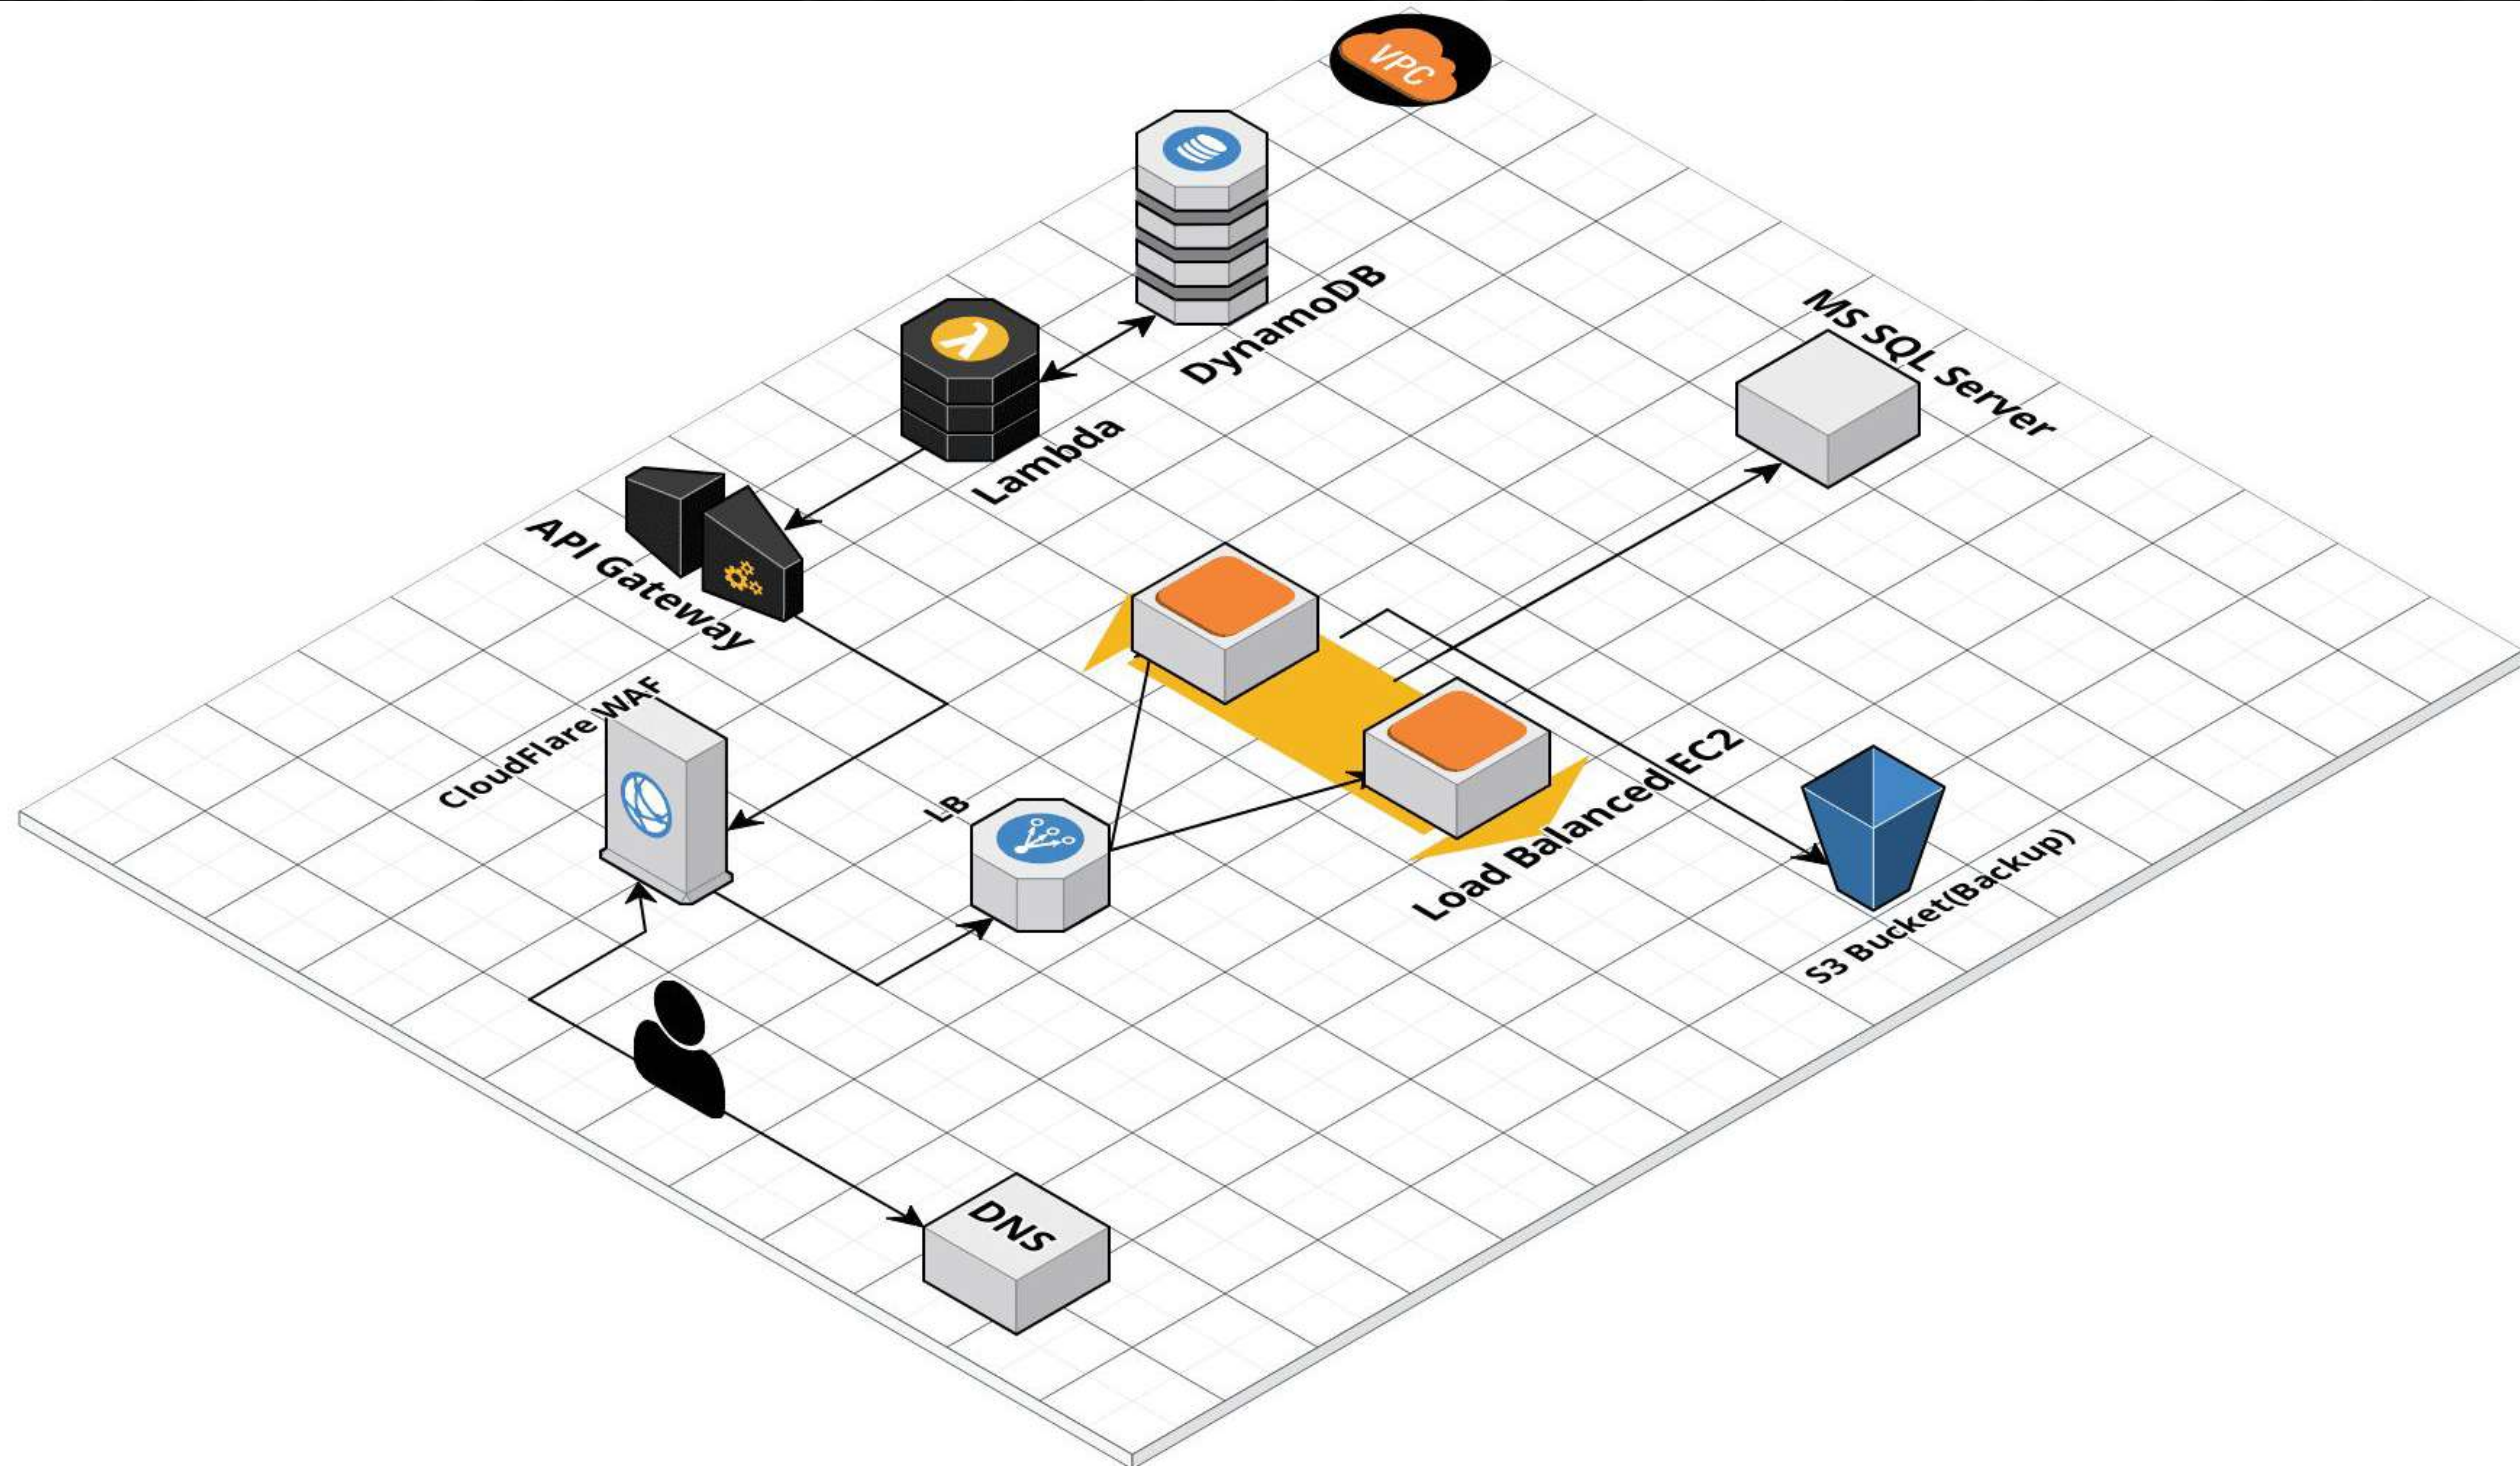 VPC
DynamoDB
MS SQL Server
Lambda
API Gateway
CloudFlare WAF
LB
Load Balanced EC2
S3 Bucket(Backup)
DNS